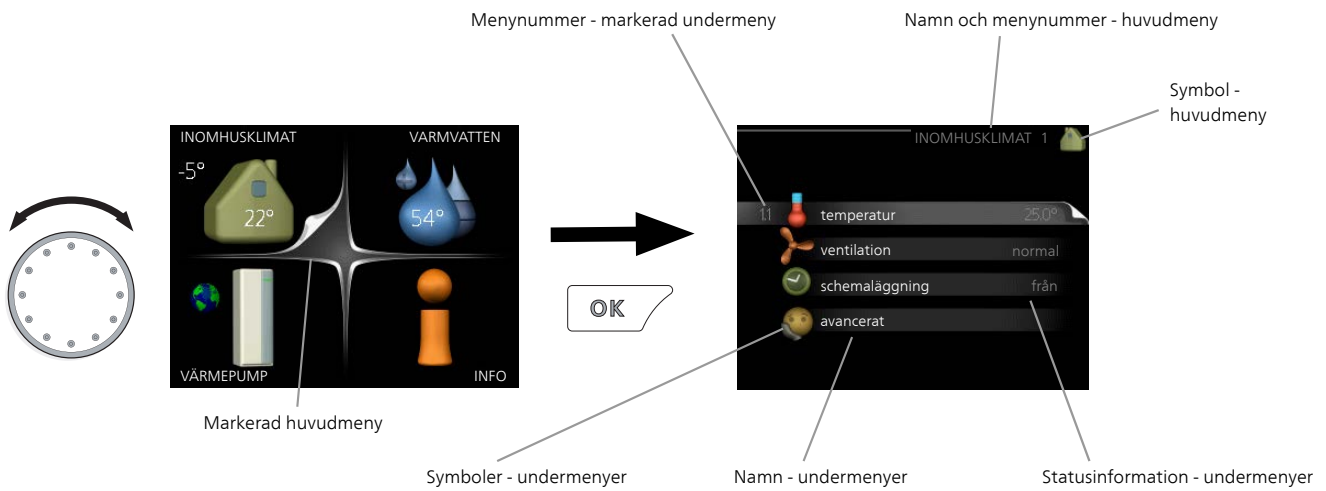 Menynummer - markerad undermeny
Namn och menynummer - huvudmeny
Symbol -
huvudmeny
INOMHUSKLIMAT
VARMVATTEN
-5°
22°
54°
VÄRMEPUMP
INFO
OK
INOMHUSKLIMAT 1
1.1 temperatur 25.0°
ventilation normal
schemaläggning från
avancerat
Markerad huvudmeny
Symboler - undermenyer
Namn - undermenyer
Statusinformation - undermenyer